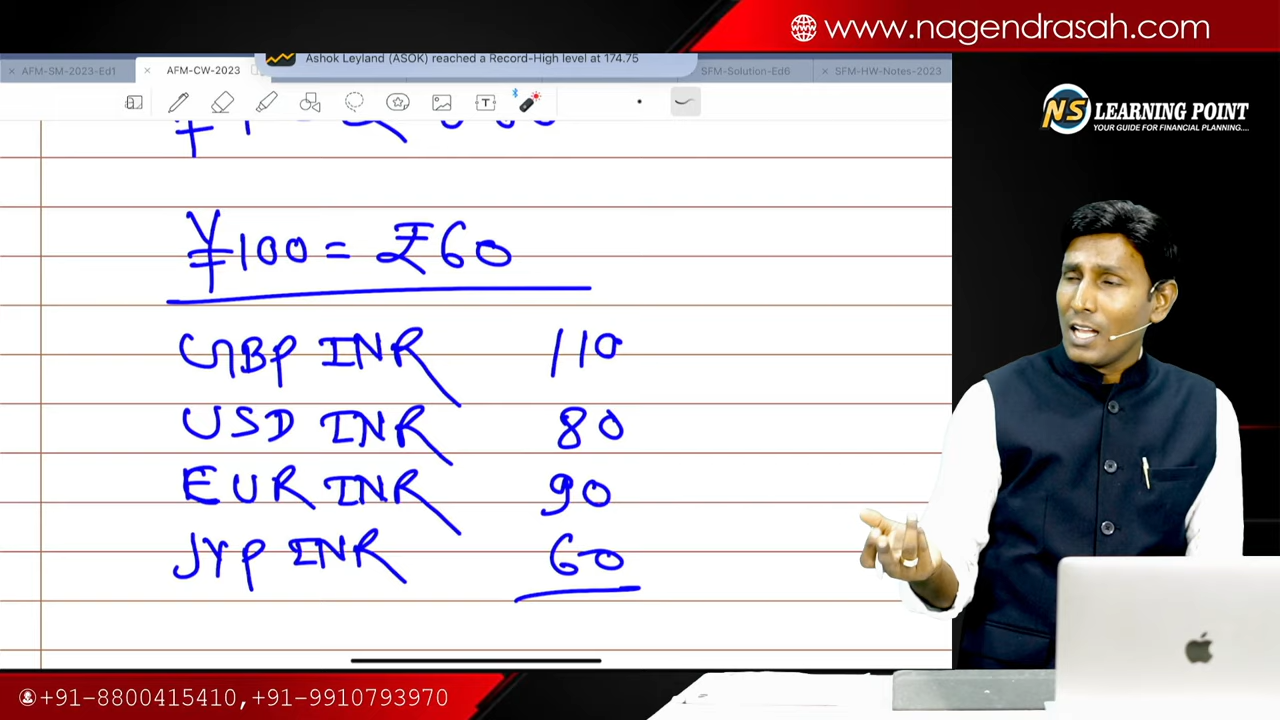 www.nagendrasah.com
Ashok Leyland (ASOK) reached a Record-High level at 174.75
AFM-SM-2023-Ed1
AFM-CW-2023
SFM-Solution-Ed6
SFM-HW-Notes-2023
NS LEARNING POINT
YOUR GUIDE FOR FINANCIAL PLANNING....
¥100 = ₹60
GBP INR 110
USD INR 80
EUR INR 90
JYP INR 60
+91-8800415410,+91-9910793970